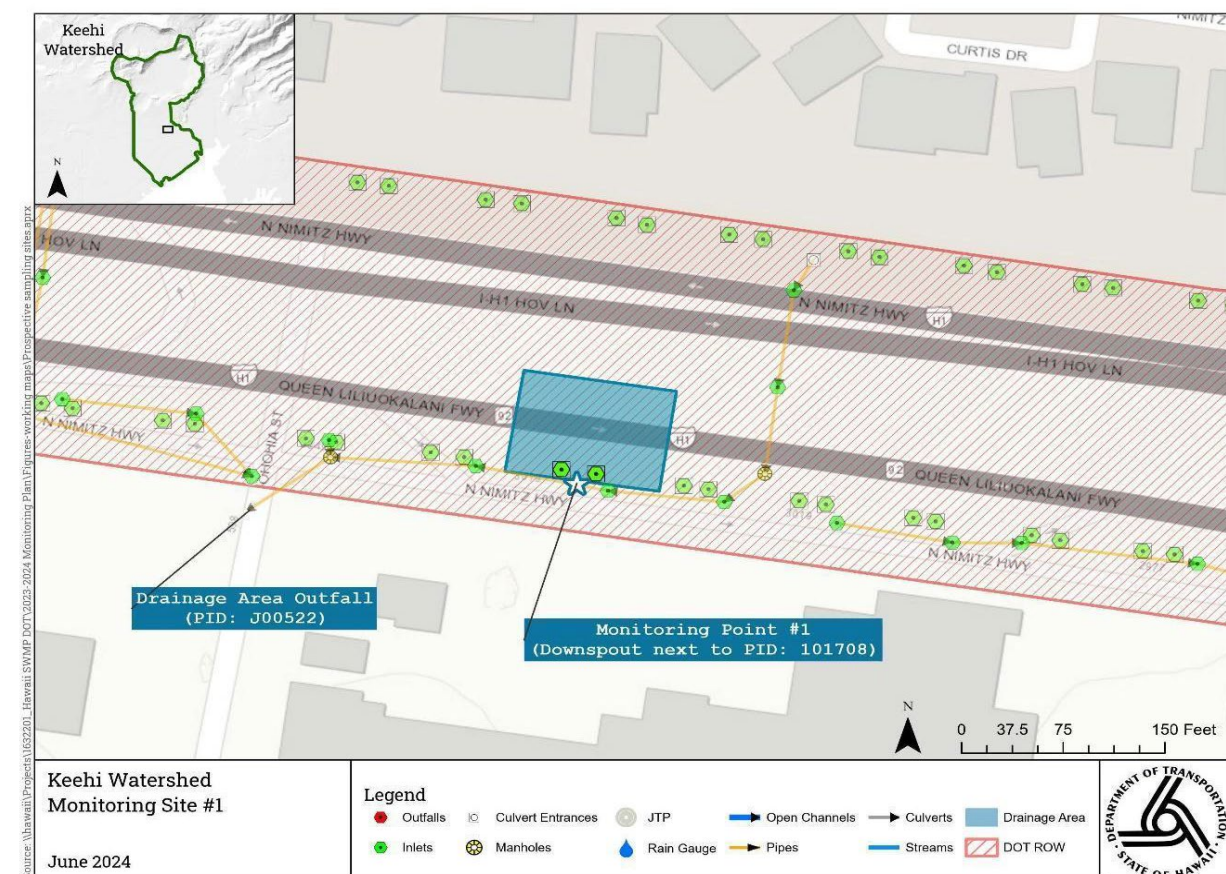 Keehi
Watershed
N
NIMITZ
CURTIS DR
HOV LN
N NIMITZ HWY
I-H1 HOV LN
N NIMITZ HWY
H1
I-H1 HOV LN
H1
QUEEN LILIUOKALANI FWY
92
H1
92
QUEEN LILIUOKALANI FWY
N NIMITZ HWY
N NIMITZ HWY
N NIMITZ HWY
Drainage Area Outfall
(PID: J00522)
Monitoring Point #1
(Downspout next to PID: 101708)
N
0 37.5 75 150 Feet
Keehi Watershed
Monitoring Site #1
June 2024
Legend
Outfalls
Culvert Entrances
JTP
Open Channels
Culverts
Drainage Area
Inlets
Manholes
Rain Gauge
Pipes
Streams
DOT ROW
DEPARTMENT OF TRANSPORTATION
STATE OF HAWAII